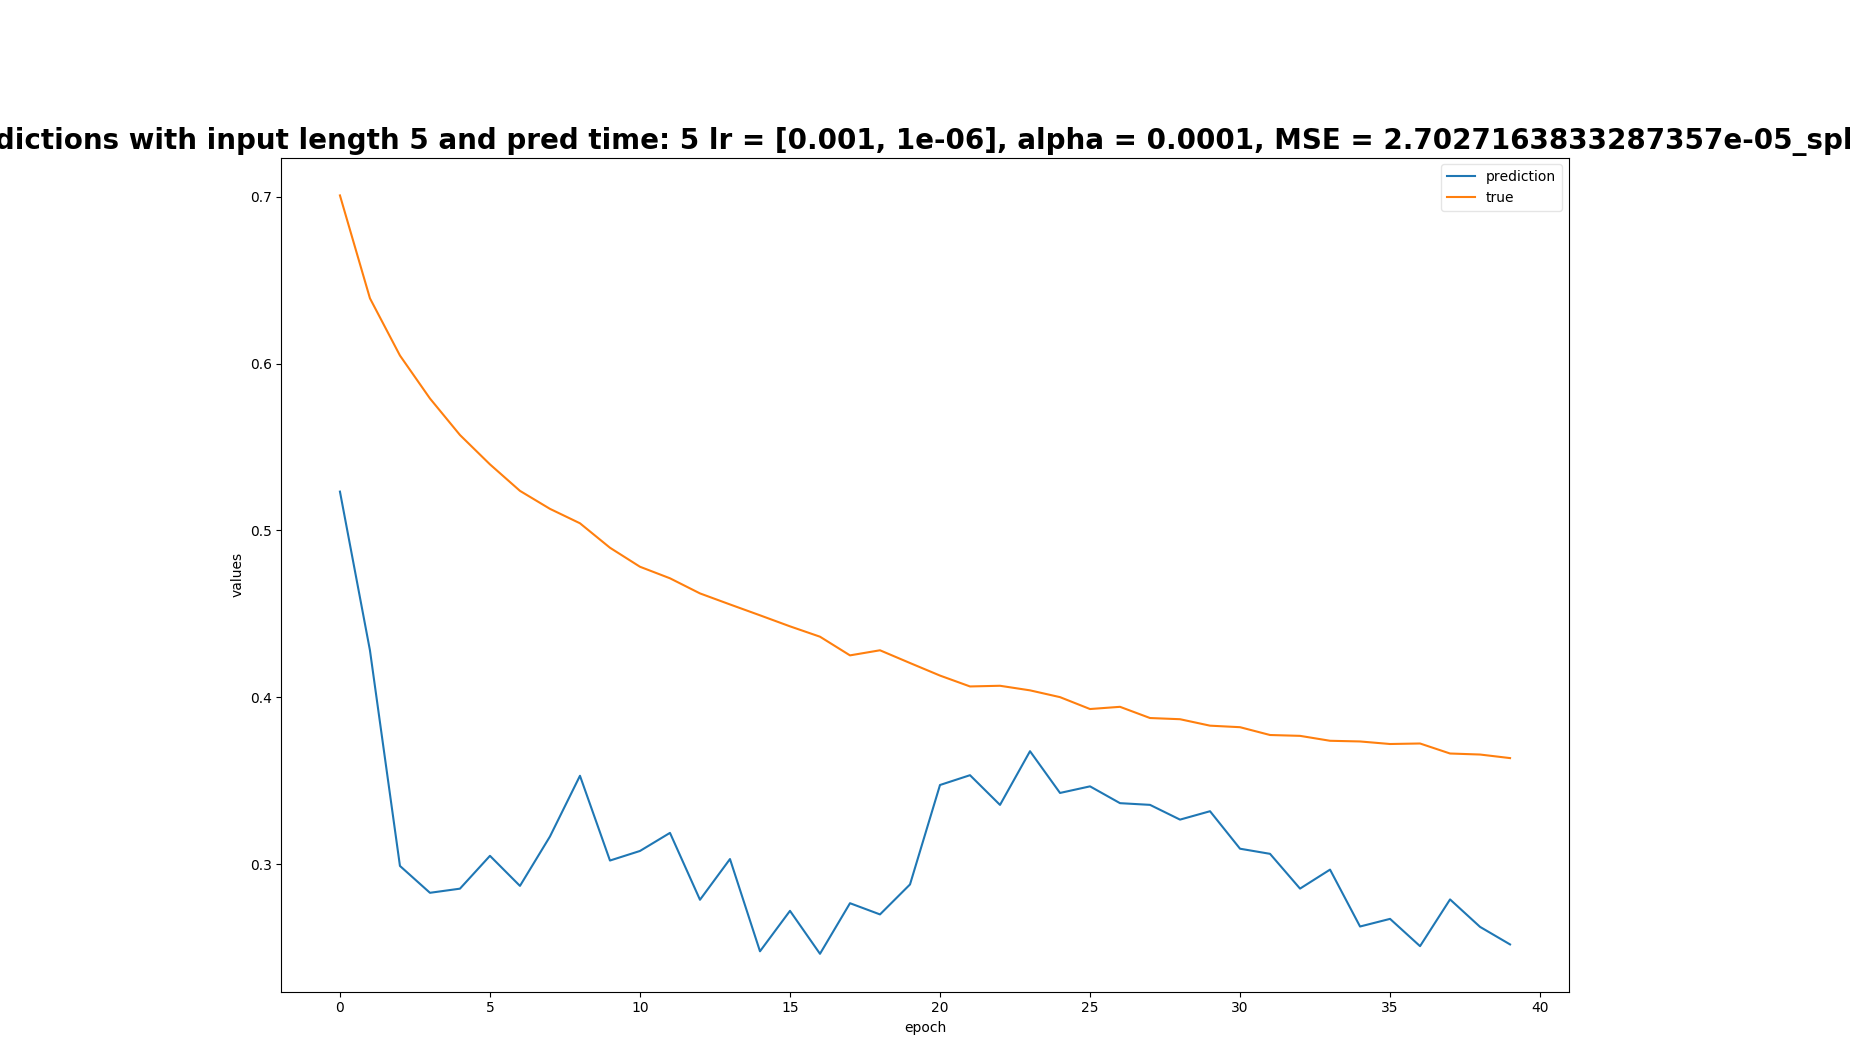 dictions with input length 5 and pred time: 5 lr = [0.001, 1e-06], alpha = 0.0001, MSE = 2.7027163833287357e-05_spl
prediction
true
0.7
0.6
0.5
0.4
0.3
values
0 5 10 15 20 25 30 35 40
epoch